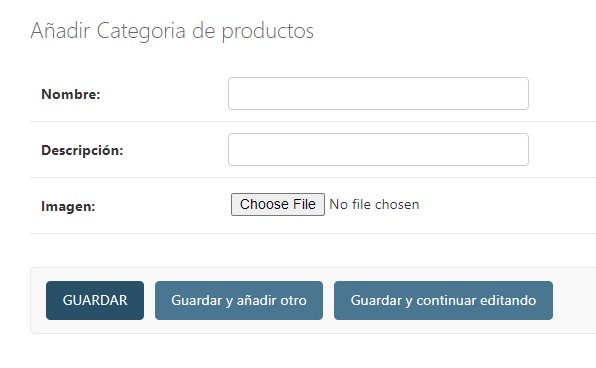 Añadir Categoria de productos
Nombre:
Descripción:
Imagen: Choose File No file chosen
GUARDAR Guardar y añadir otro Guardar y continuar editando